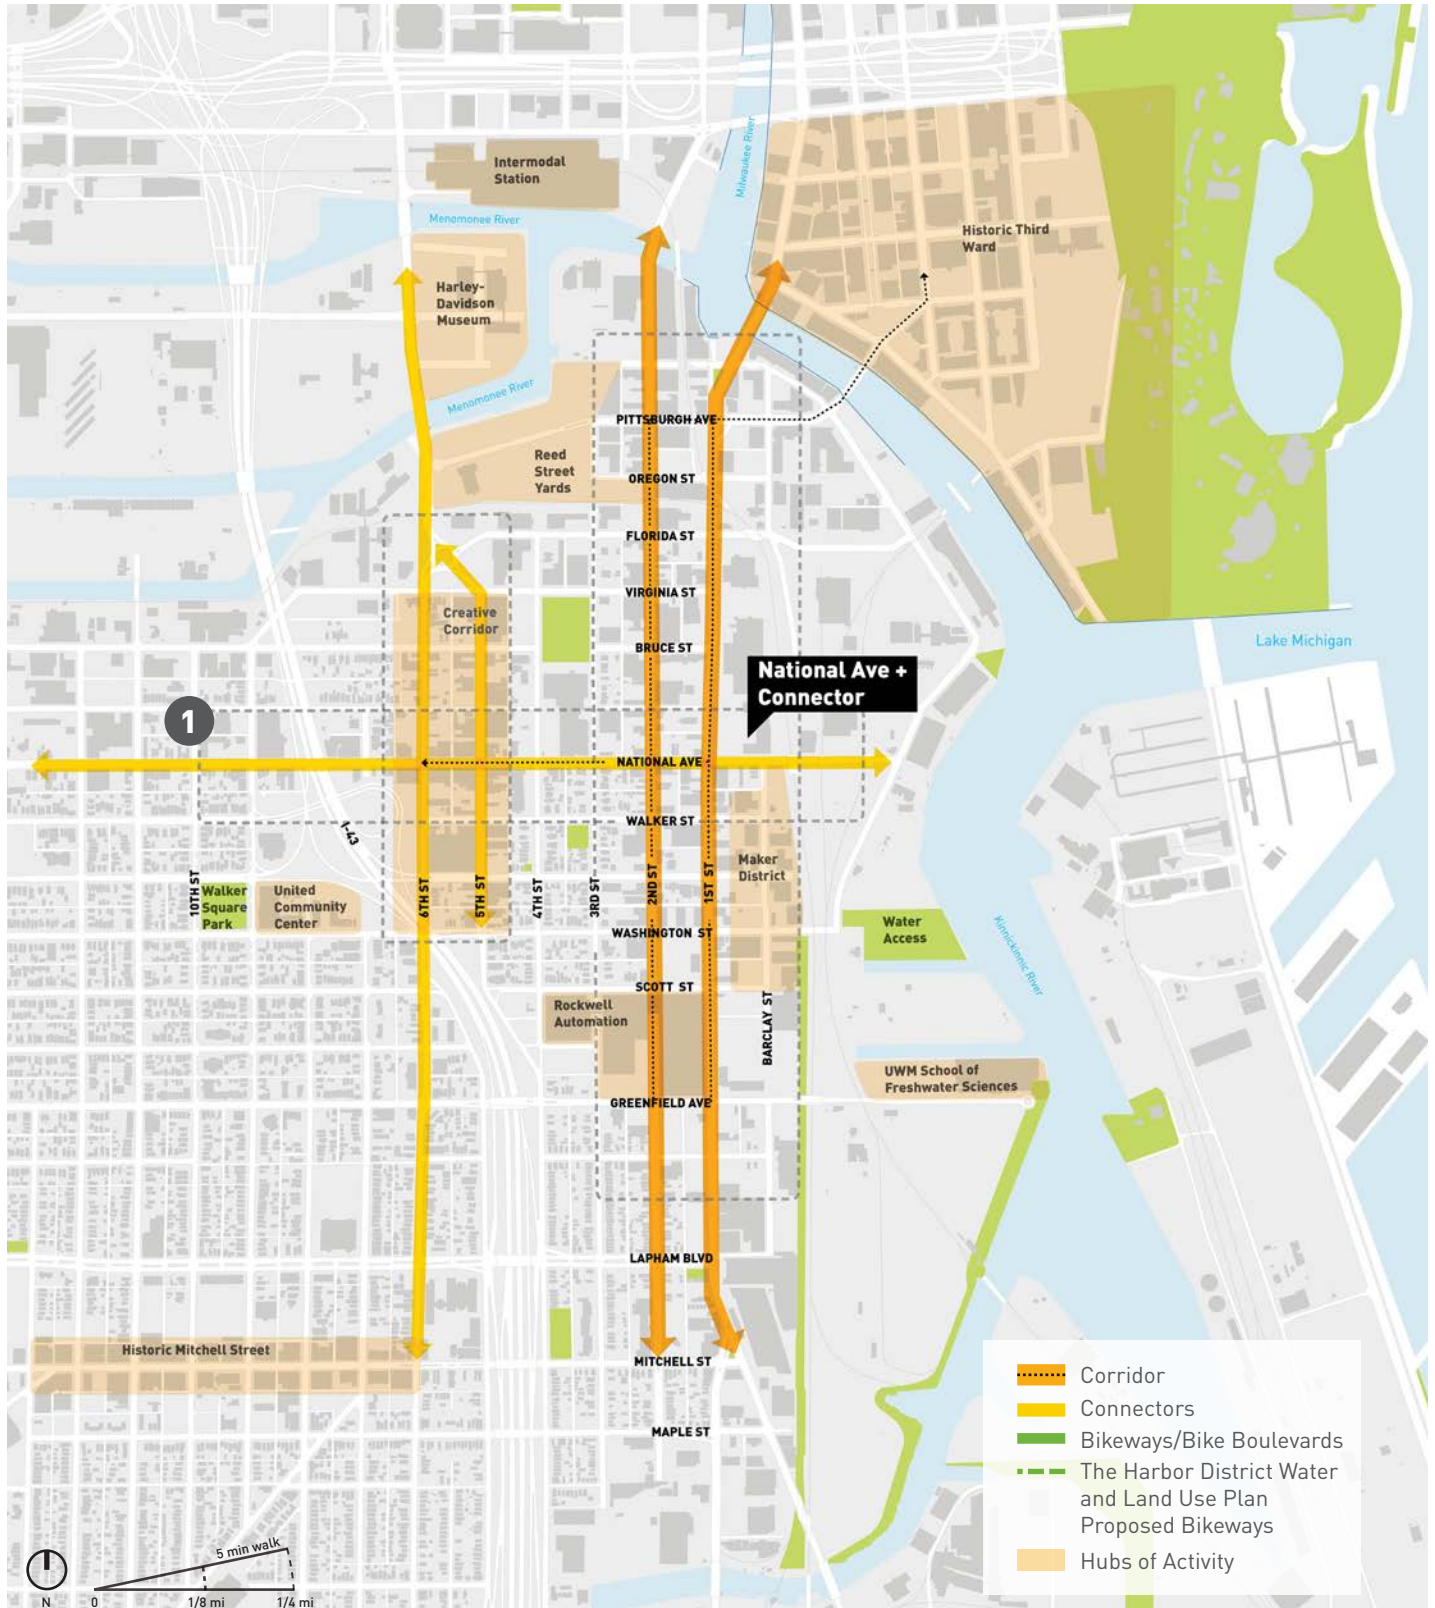 Milwaukee River
Intermodal
Station
Menomonee River
Historic Third
Ward
Harley-
Davidson
Museum
Menomonee River
PITTSBURGH AVE
Reed
Street
Yards
OREGON ST
FLORIDA ST
VIRGINIA ST
Creative
Corridor
BRUCE ST
Lake Michigan
National Ave +
Connector
1
NATIONAL AVE
WALKER ST
I-43
Maker
District
10TH ST
Walker
Square
Park
United
Community
Center
6TH ST
5TH ST
4TH ST
3RD ST
2ND ST
1ST ST
Water
Access
Kinnickinnic River
WASHINGTON ST
SCOTT ST
Rockwell
Automation
BARCLAY ST
UWM School of
Freshwater Sciences
GREENFIELD AVE
LAPHAM BLVD
Historic Mitchell Street
MITCHELL ST
MAPLE ST
Corridor
Connectors
Bikeways/Bike Boulevards
The Harbor District Water
and Land Use Plan
Proposed Bikeways
Hubs of Activity
5 min walk
N
0
1/8 mi
1/4 mi